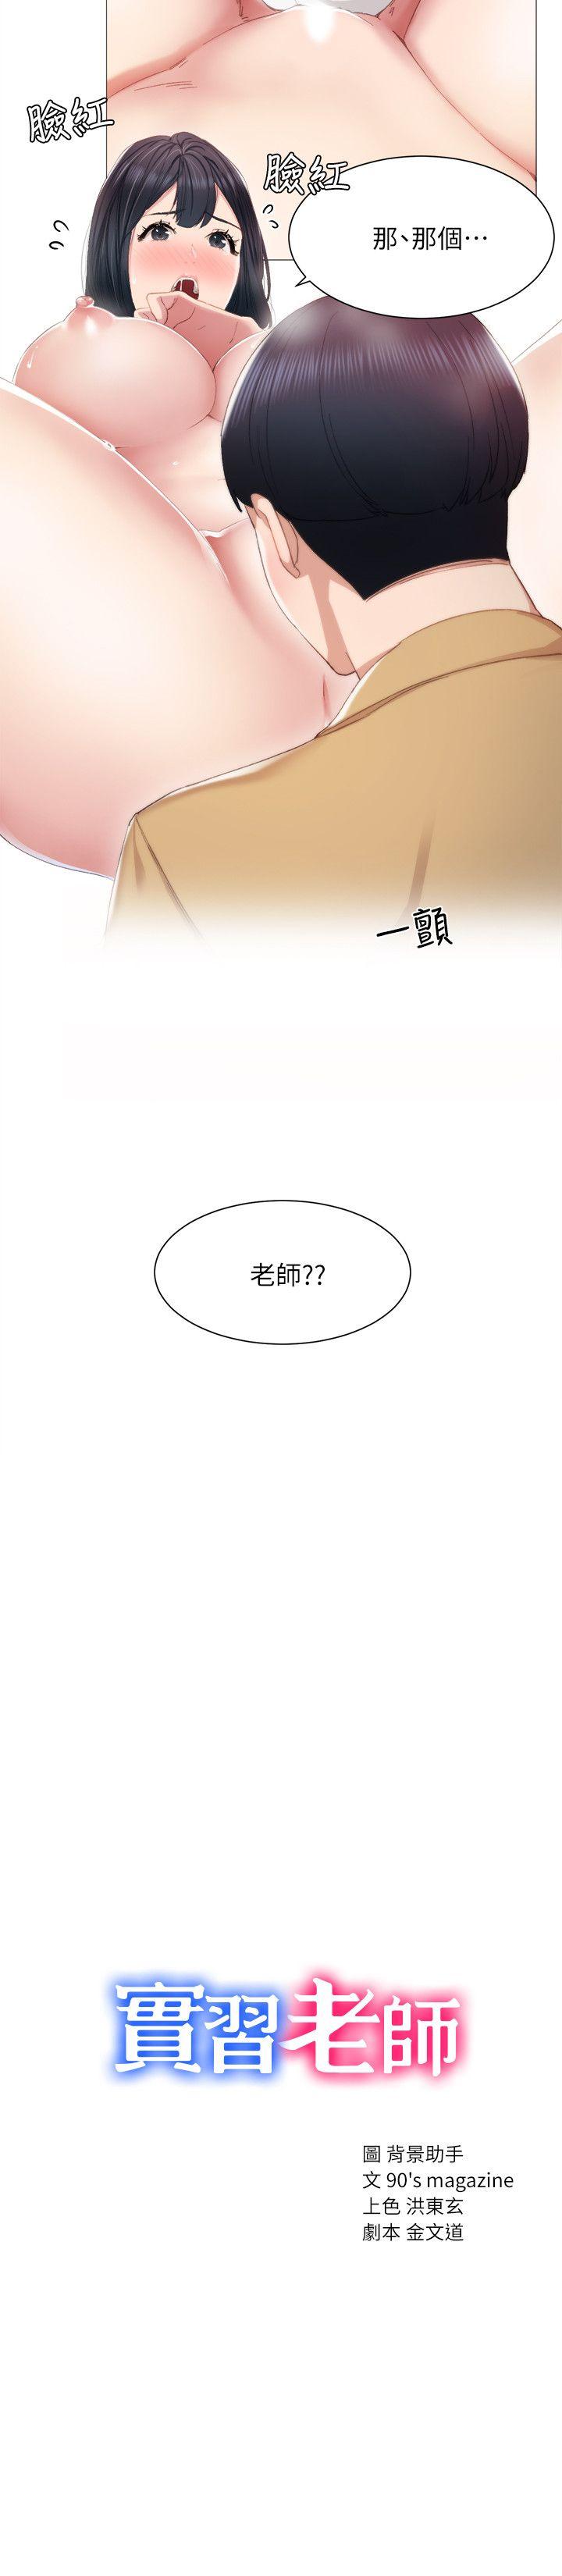 臉紅
臉紅
那、那個…
一顫
老師??
實習老師
圖 背景助手
文 90's magazine
上色 洪東玄
劇本 金文道